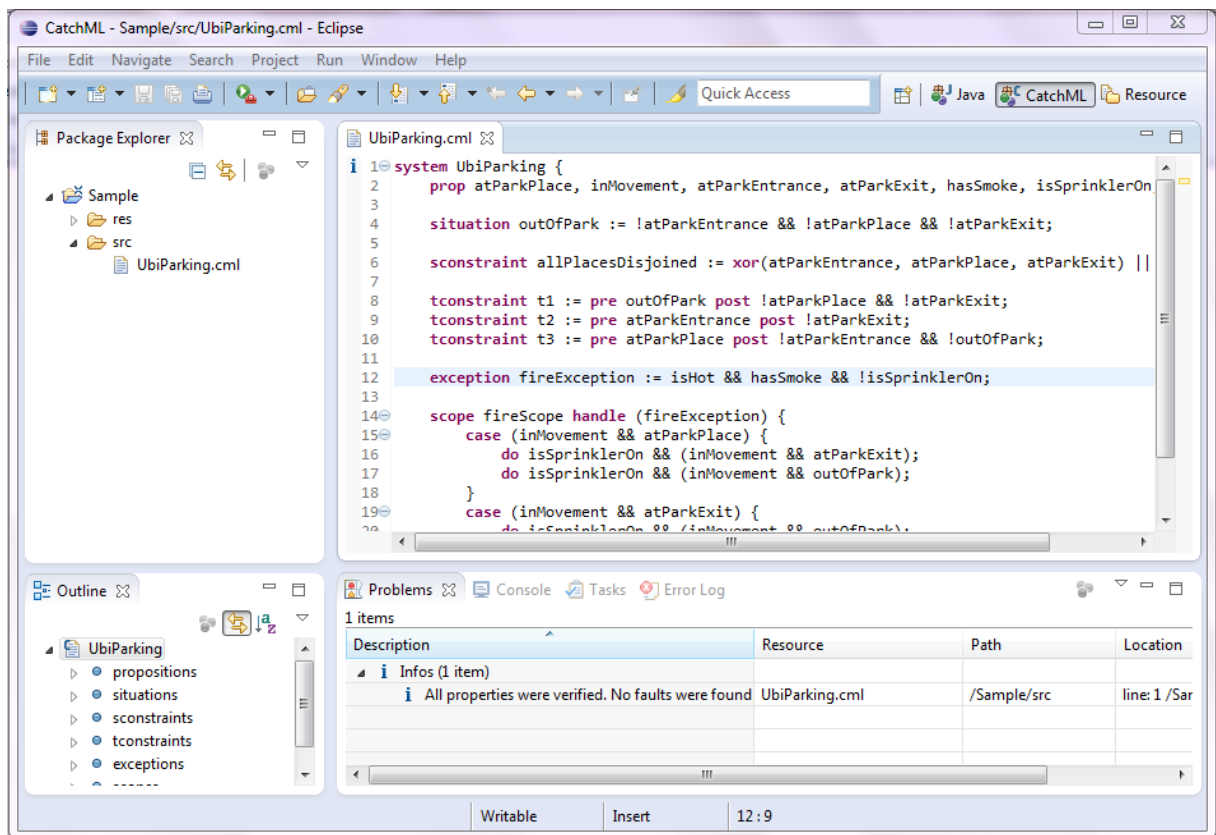 CatchML - Sample/src/UbiParking.cml - Eclipse
File Edit Navigate Search Project Run Window Help
Quick Access Java CatchML Resource
Package Explorer
Sample
res
src
UbiParking.cml
UbiParking.cml
1 system UbiParking {
2 prop atParkPlace, inMovement, atParkEntrance, atParkExit, hasSmoke, isSprinklerOn,
3
4 situation outOfPark := !atParkEntrance && !atParkPlace && !atParkExit;
5
6 sconstraint allPlacesDisjoined := xor(atParkEntrance, atParkPlace, atParkExit) ||
7
8 tconstraint t1 := pre outOfPark post !atParkPlace && !atParkExit;
9 tconstraint t2 := pre atParkEntrance post !atParkExit;
10 tconstraint t3 := pre atParkPlace post !atParkEntrance && !outOfPark;
11
12 exception fireException := isHot && hasSmoke && !isSprinklerOn;
13
14 scope fireScope handle (fireException) {
15 case (inMovement && atParkPlace) {
16 do isSprinklerOn && (inMovement && atParkExit);
17 do isSprinklerOn && (inMovement && outOfPark);
18 }
19 case (inMovement && atParkExit) {
20 do isSprinklerOn && (inMovement && outOfPark);
Outline
UbiParking
propositions
situations
sconstraints
tconstraints
exceptions
Problems Console Tasks Error Log
1 items
Description Resource Path Location
Infos (1 item)
All properties were verified. No faults were found UbiParking.cml /Sample/src line: 1 /Sar
Writable Insert 12 : 9